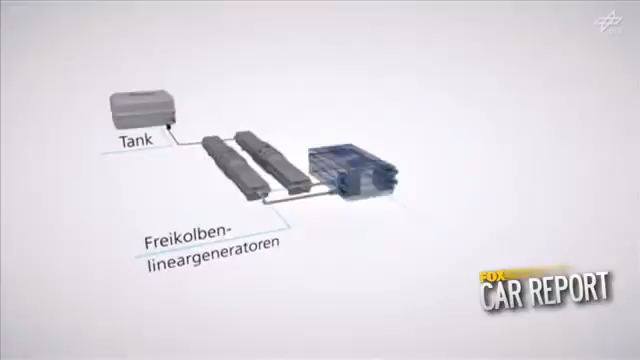 Tank
Freikolben-
lineargeneratoren
FOX
CAR REPORT